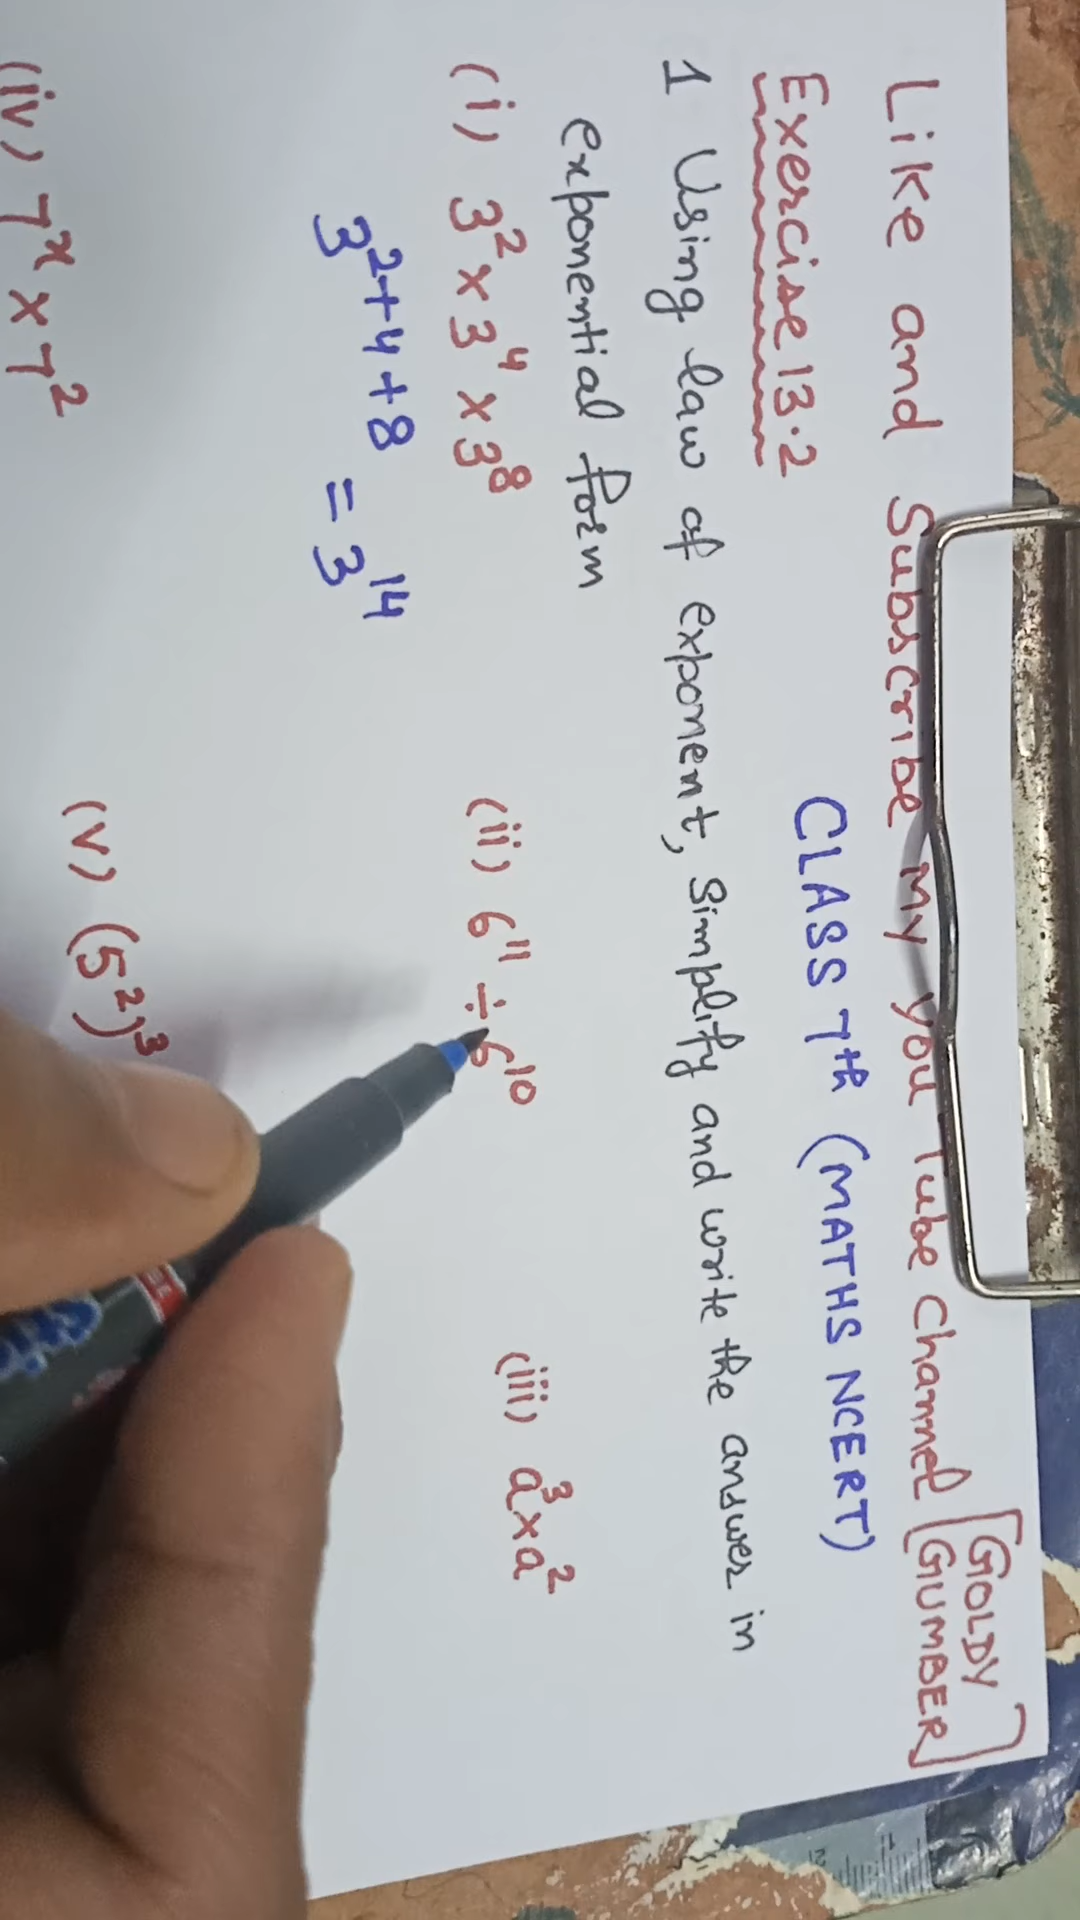 Like and Subscribe My You Tube Channel [GOLDY GUMBER]
CLASS 7th (MATHS NCERT)
Exercise 13.2
1 Using law of exponent, Simplify and write the answer in
exponential form
(i) 3² × 3⁴ × 3⁸
(ii) 6¹¹ ÷ 6¹⁰
(iii) a³ × a²
3²⁺⁴⁺⁸ = 3¹⁴
(iv) 7ˣ × 7²
(v) (5²)³